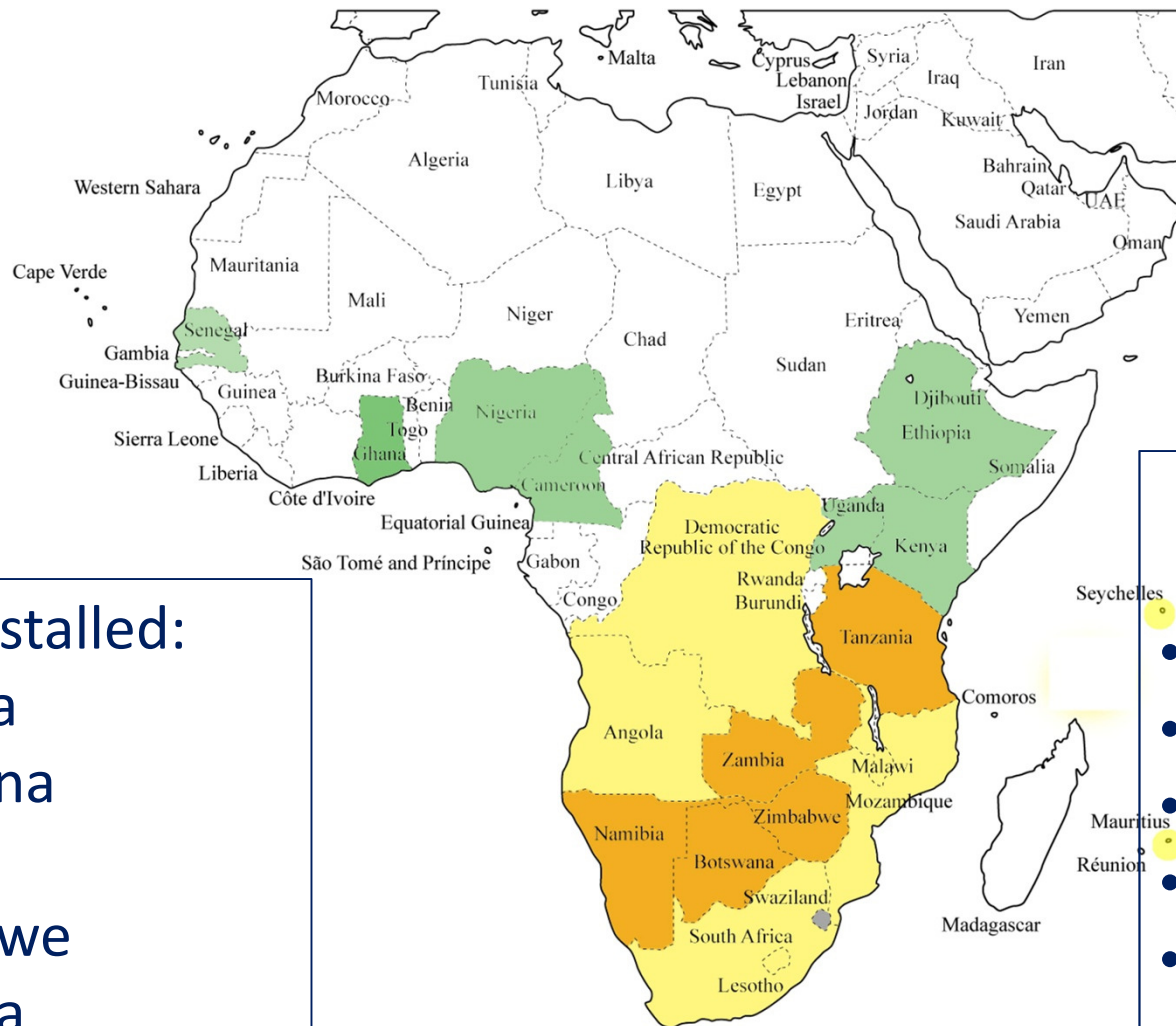 Malta
Cyprus
Lebanon
Israel
Syria
Iraq
Iran
Jordan
Kuwait
Bahrain
Qatar
UAE
Saudi Arabia
Oman
Yemen
Morocco
Tunisia
Algeria
Libya
Egypt
Western Sahara
Mauritania
Cape Verde
Mali
Niger
Chad
Sudan
Eritrea
Senegal
Gambia
Guinea-Bissau
Guinea
Burkina Faso
Benin
Togo
Ghana
Nigeria
Djibouti
Ethiopia
Somalia
Sierra Leone
Liberia
Côte d'Ivoire
Central African Republic
Cameroon
Equatorial Guinea
São Tomé and Príncipe
Gabon
Congo
Democratic
Republic of the Congo
Uganda
Kenya
Rwanda
Burundi
Tanzania
Seychelles
Comoros
Angola
Zambia
Malawi
Mozambique
Zimbabwe
Namibia
Botswana
Mauritius
Réunion
Swaziland
South Africa
Lesotho
Madagascar
stalled:
a
na
we
a
•
•
•
•
•